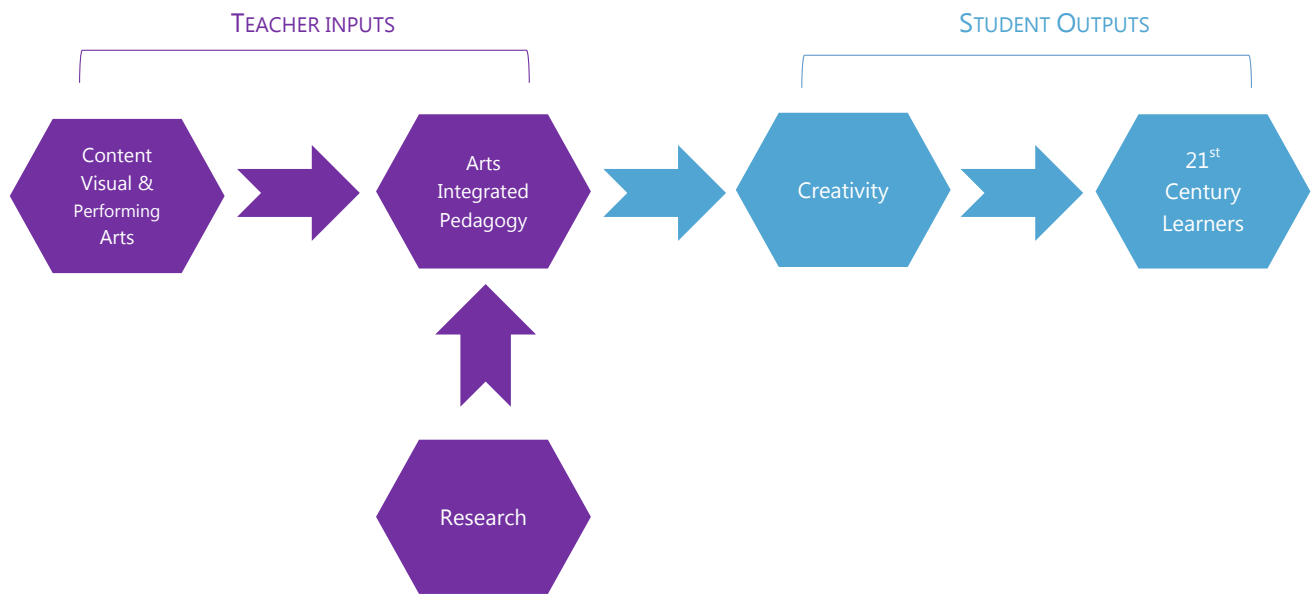 TEACHER INPUTS
STUDENT OUTPUTS
Content
Visual &
Performing
Arts
Arts
Integrated
Pedagogy
Creativity
21st
Century
Learners
Research